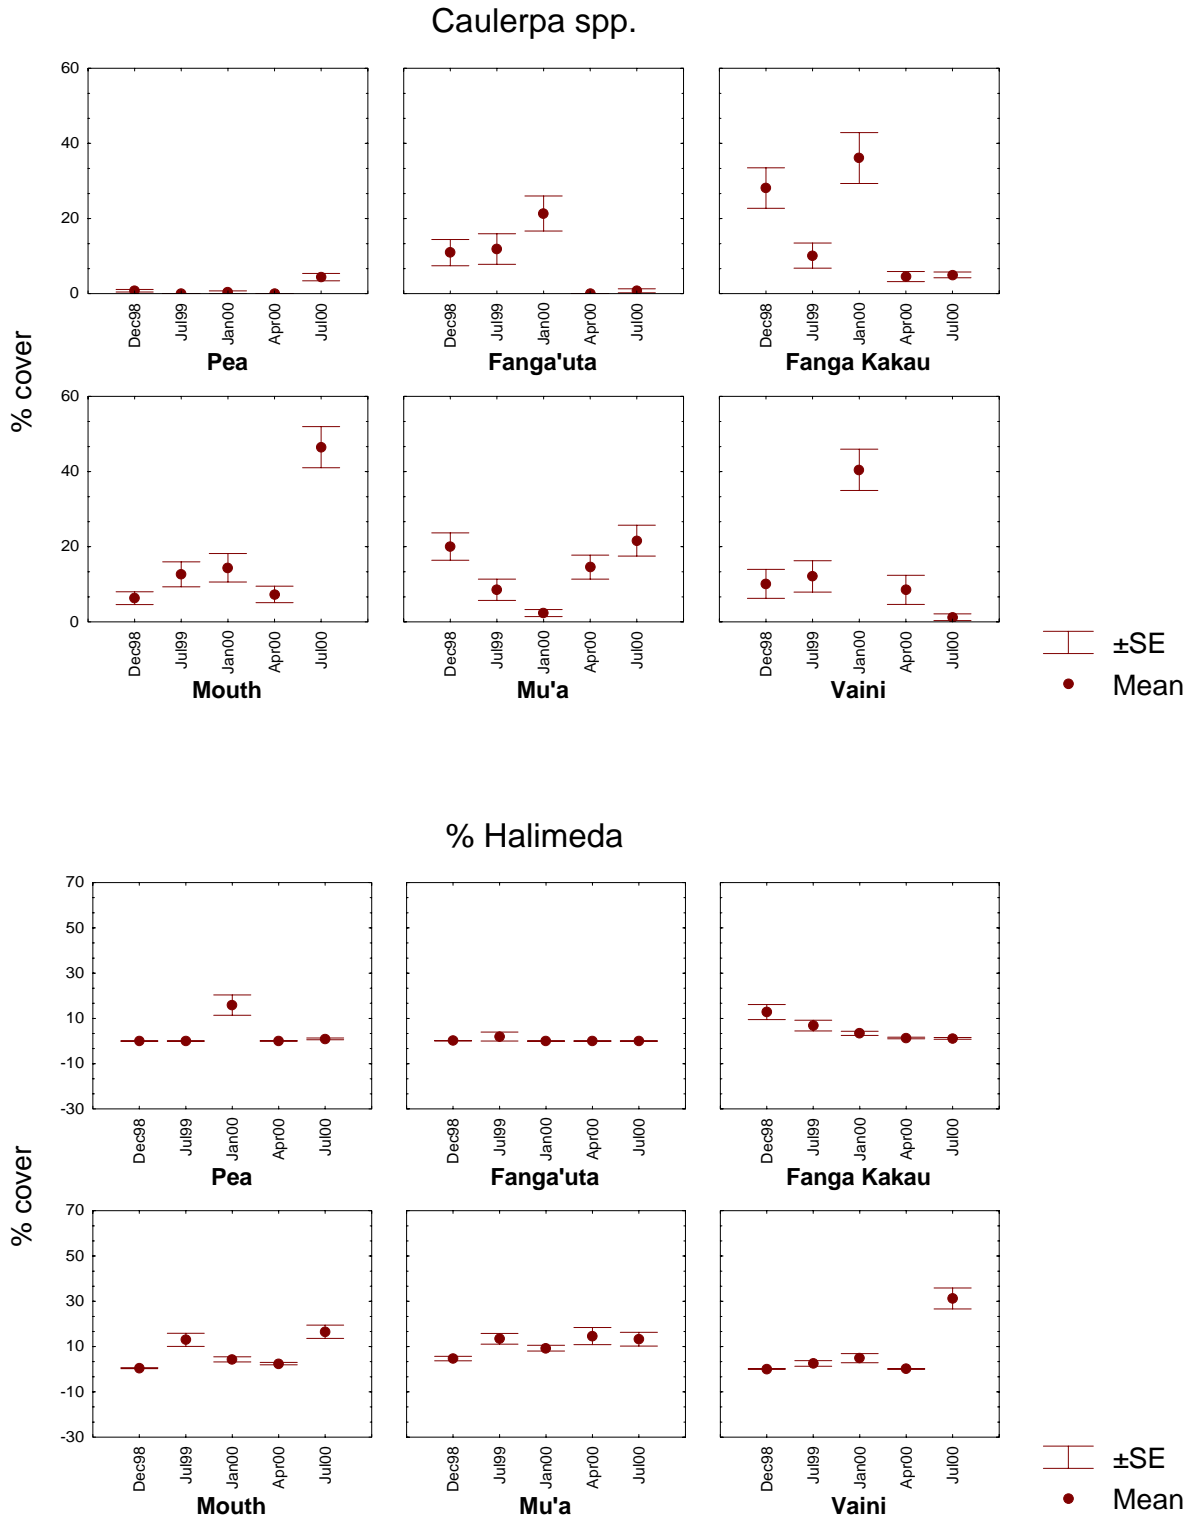 Caulerpa spp.
60
40
20
0
Dec98 Jul99 Jan00 Apr00 Jul00
Dec98 Jul99 Jan00 Apr00 Jul00
Dec98 Jul99 Jan00 Apr00 Jul00
Pea Fanga'uta Fanga Kakau
% cover
60
40
20
0
Dec98 Jul99 Jan00 Apr00 Jul00
Dec98 Jul99 Jan00 Apr00 Jul00
Dec98 Jul99 Jan00 Apr00 Jul00
Mouth Mu'a Vaini
±SE
Mean
% Halimeda
70
50
30
10
-10
-30
Dec98 Jul99 Jan00 Apr00 Jul00
Dec98 Jul99 Jan00 Apr00 Jul00
Dec98 Jul99 Jan00 Apr00 Jul00
Pea Fanga'uta Fanga Kakau
% cover
70
50
30
10
-10
-30
Dec98 Jul99 Jan00 Apr00 Jul00
Dec98 Jul99 Jan00 Apr00 Jul00
Dec98 Jul99 Jan00 Apr00 Jul00
Mouth Mu'a Vaini
±SE
Mean